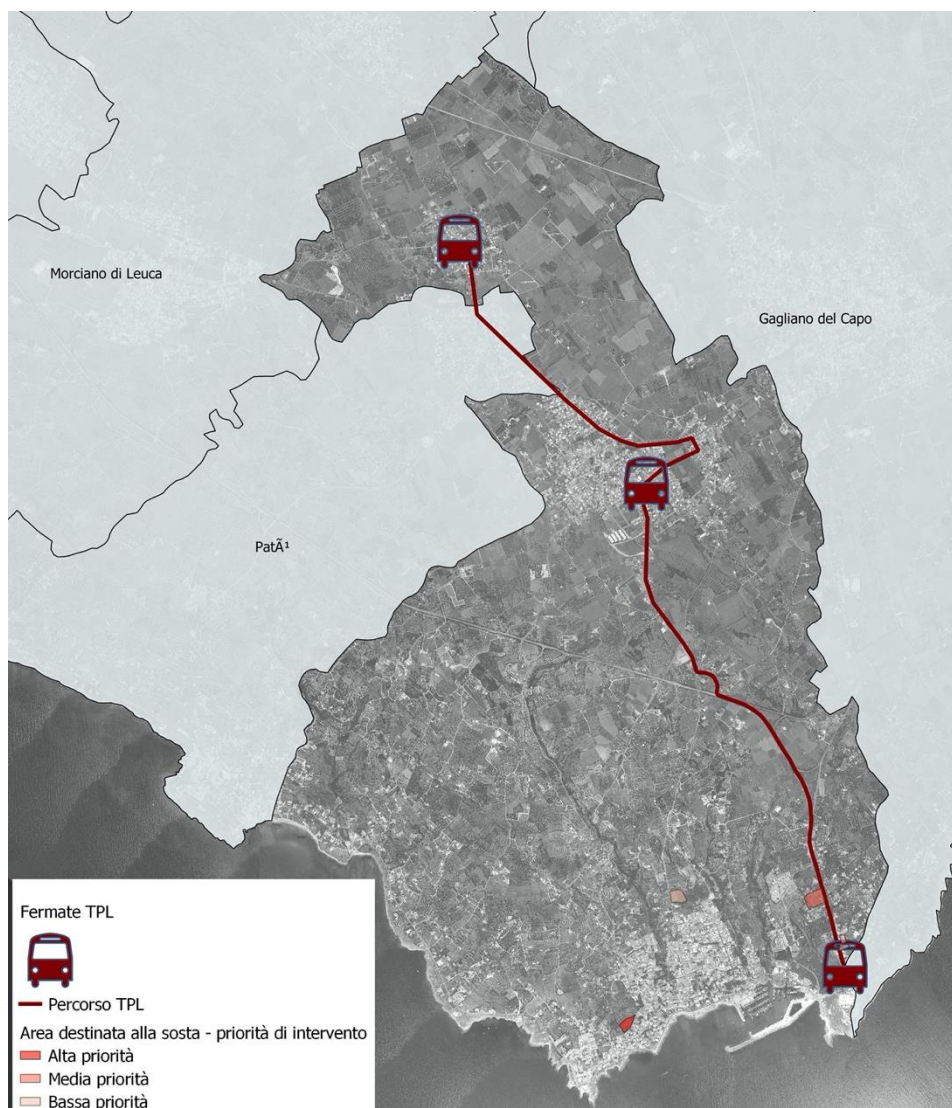 Morciano di Leuca
Gagliano del Capo
PatÃ¹
Fermate TPL
Percorso TPL
Area destinata alla sosta - priorità di intervento
Alta priorità
Media priorità
Bassa priorità